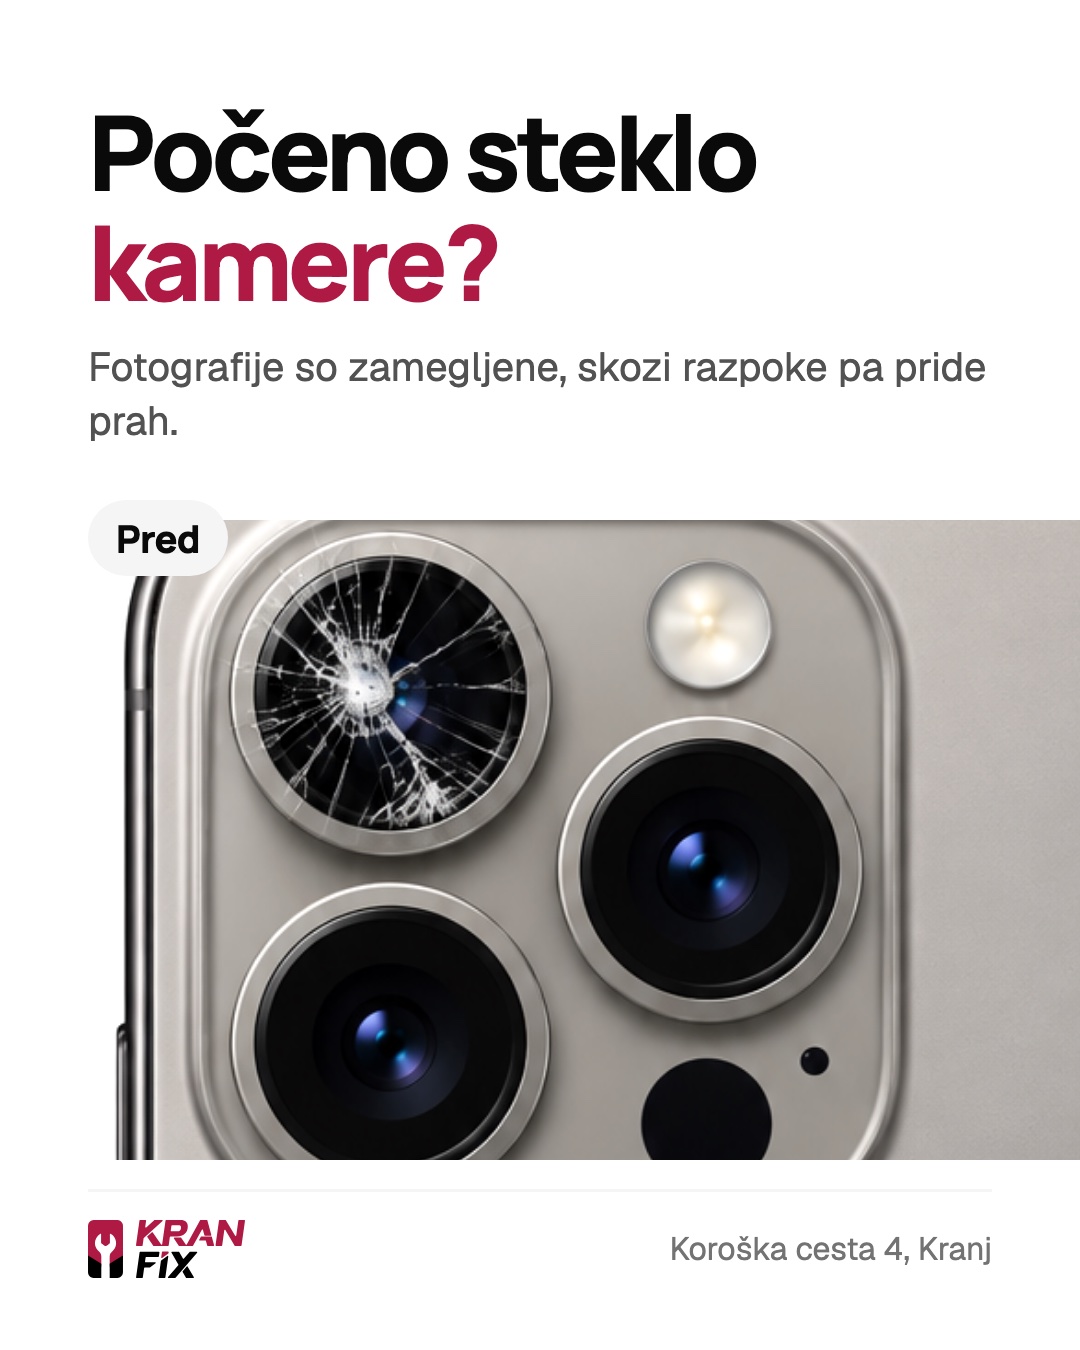 Počeno steklo
kamere?
Fotografije so zamegljene, skozi razpoke pa pride
prah.
Pred
KRAN
FIX
Koroška cesta 4, Kranj